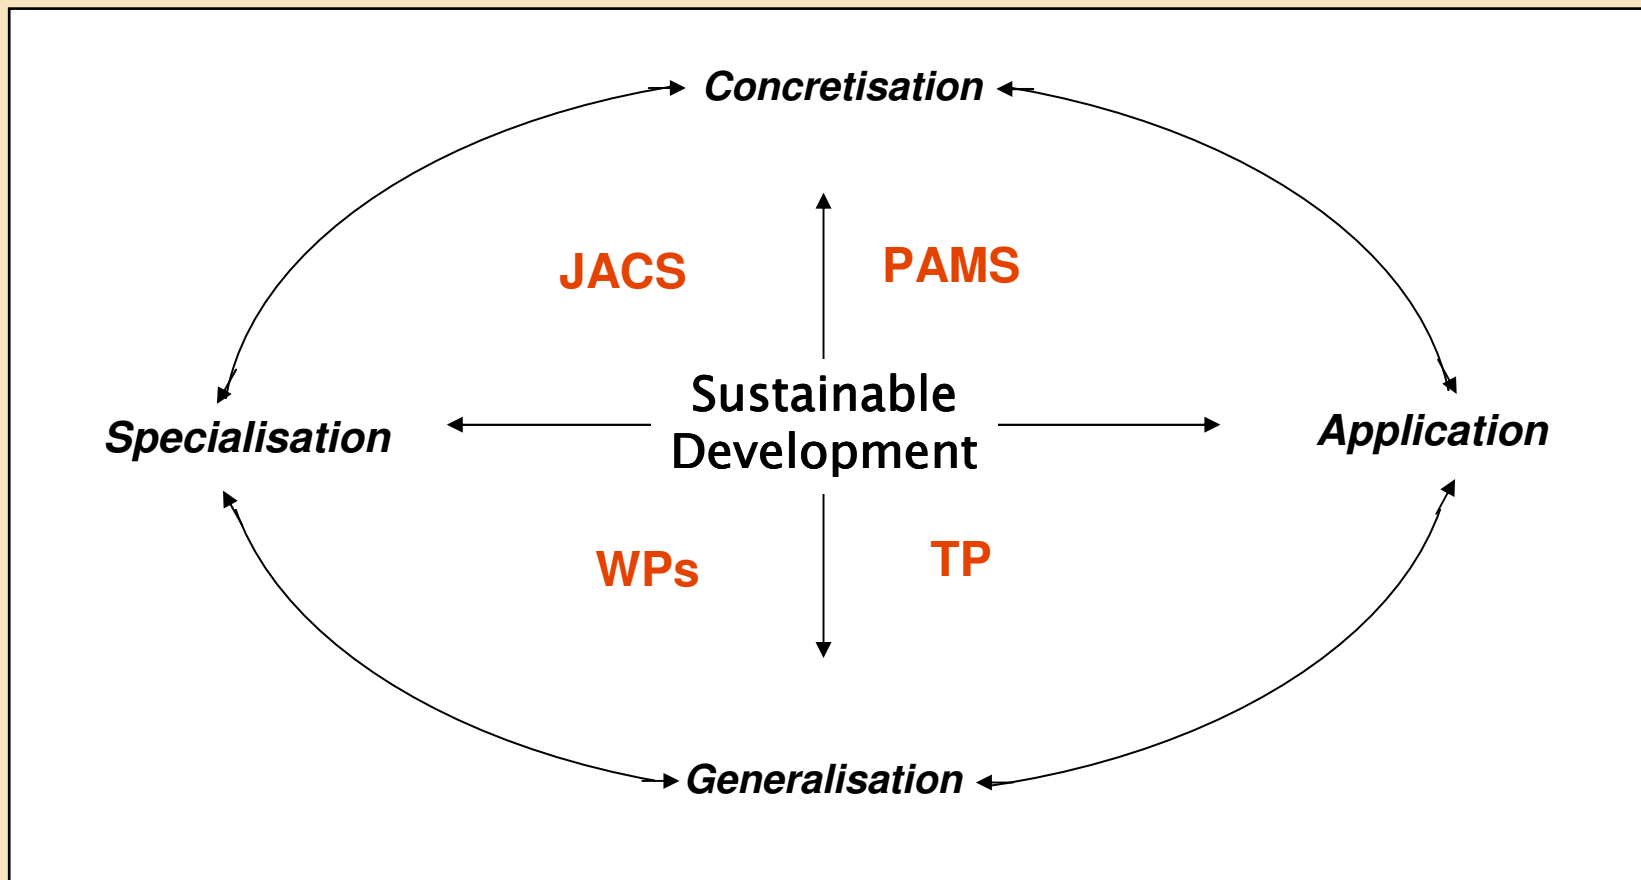 Concretisation
JACS
PAMS
Sustainable
Development
Specialisation
Application
WPs
TP
Generalisation